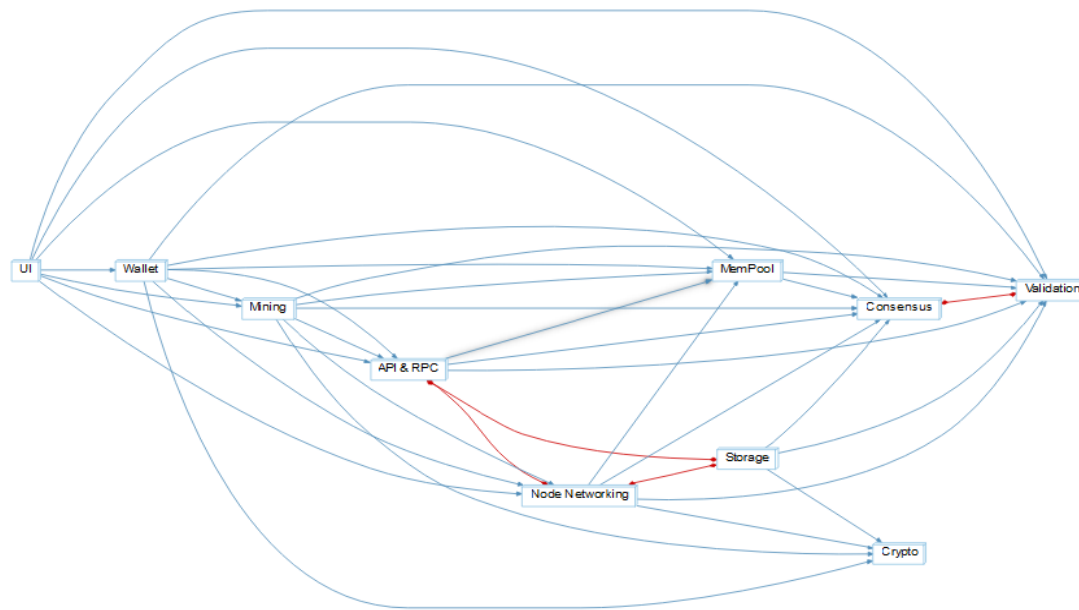 UI
Wallet
MemPool
Validation
Mining
Consensus
API & RPC
Storage
Node Networking
Crypto